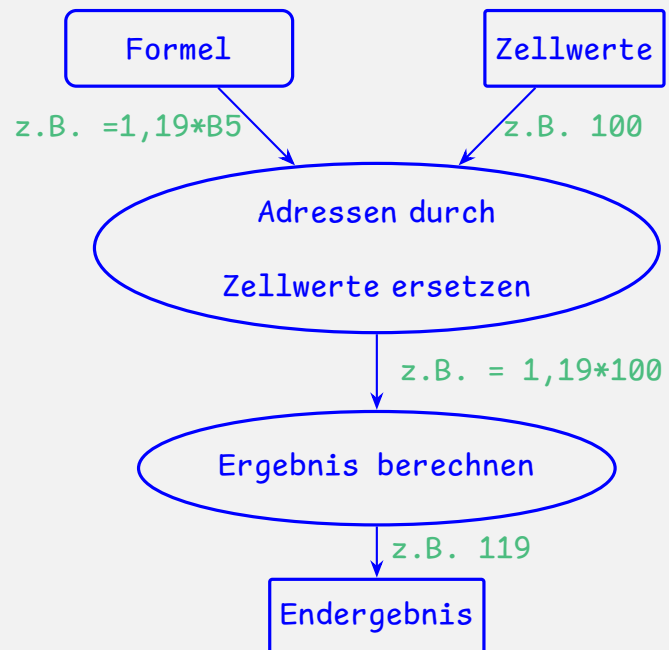 Formel
Zellwerte
z.B. =1,19*B5
z.B. 100
Adressen durch
Zellwerte ersetzen
z.B. = 1,19*100
Ergebnis berechnen
z.B. 119
Endergebnis